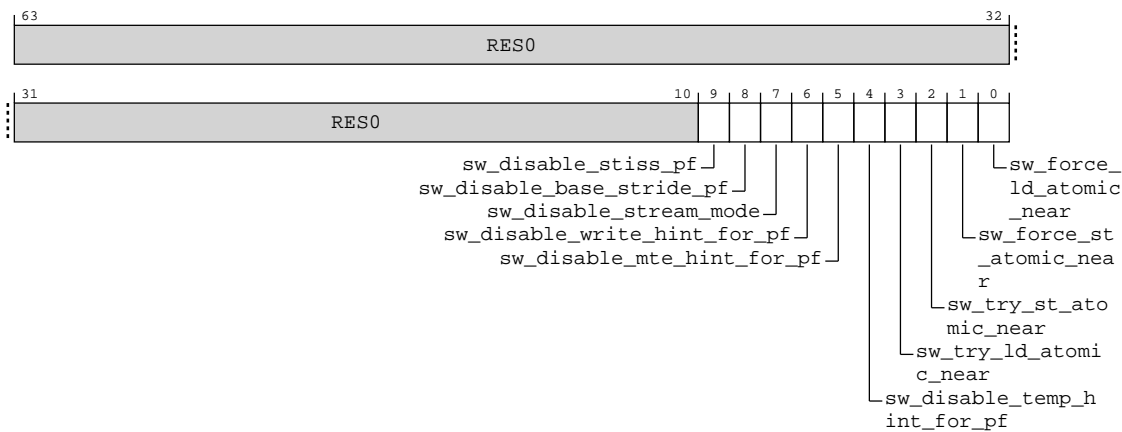 63 32
RES0
31 10 9 8 7 6 5 4 3 2 1 0
RES0
sw_disable_stiss_pf
sw_disable_base_stride_pf
sw_disable_stream_mode
sw_disable_write_hint_for_pf
sw_disable_mte_hint_for_pf
sw_force_
ld_atomic
_near
sw_force_st
_atomic_nea
r
sw_try_st_ato
mic_near
sw_try_ld_atomi
c_near
sw_disable_temp_h
int_for_pf